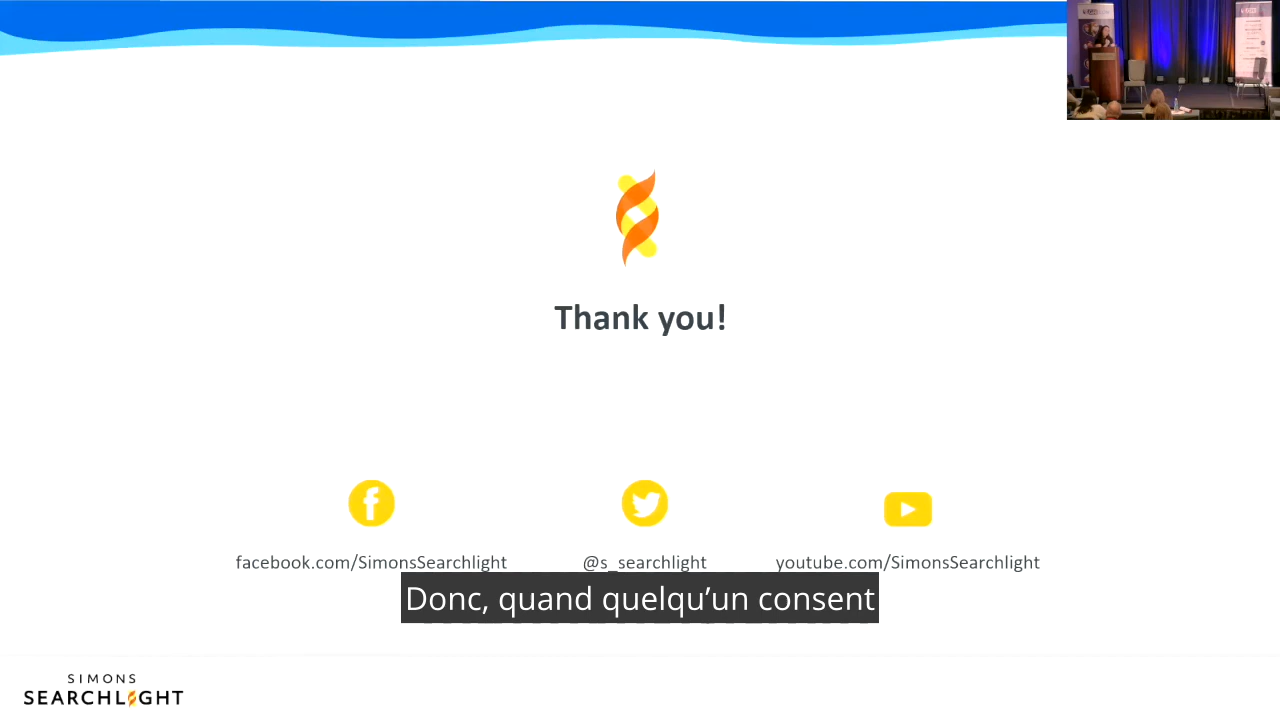 Thank you!
facebook.com/SimonsSearchlight
@s_searchlight
youtube.com/SimonsSearchlight
Donc, quand quelqu’un consent
SIMONS
SEARCHLIGHT